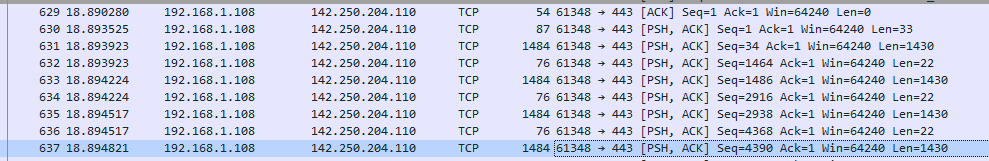 629 18.890280 192.168.1.108 142.250.204.110 TCP 54 61348 → 443 [ACK] Seq=1 Ack=1 Win=64240 Len=0
630 18.893525 192.168.1.108 142.250.204.110 TCP 87 61348 → 443 [PSH, ACK] Seq=1 Ack=1 Win=64240 Len=33
631 18.893923 192.168.1.108 142.250.204.110 TCP 1484 61348 → 443 [PSH, ACK] Seq=34 Ack=1 Win=64240 Len=1430
632 18.893923 192.168.1.108 142.250.204.110 TCP 76 61348 → 443 [PSH, ACK] Seq=1464 Ack=1 Win=64240 Len=22
633 18.894224 192.168.1.108 142.250.204.110 TCP 1484 61348 → 443 [PSH, ACK] Seq=1486 Ack=1 Win=64240 Len=1430
634 18.894224 192.168.1.108 142.250.204.110 TCP 76 61348 → 443 [PSH, ACK] Seq=2916 Ack=1 Win=64240 Len=22
635 18.894517 192.168.1.108 142.250.204.110 TCP 1484 61348 → 443 [PSH, ACK] Seq=2938 Ack=1 Win=64240 Len=1430
636 18.894517 192.168.1.108 142.250.204.110 TCP 76 61348 → 443 [PSH, ACK] Seq=4368 Ack=1 Win=64240 Len=22
637 18.894821 192.168.1.108 142.250.204.110 TCP 1484 61348 → 443 [PSH, ACK] Seq=4390 Ack=1 Win=64240 Len=1430